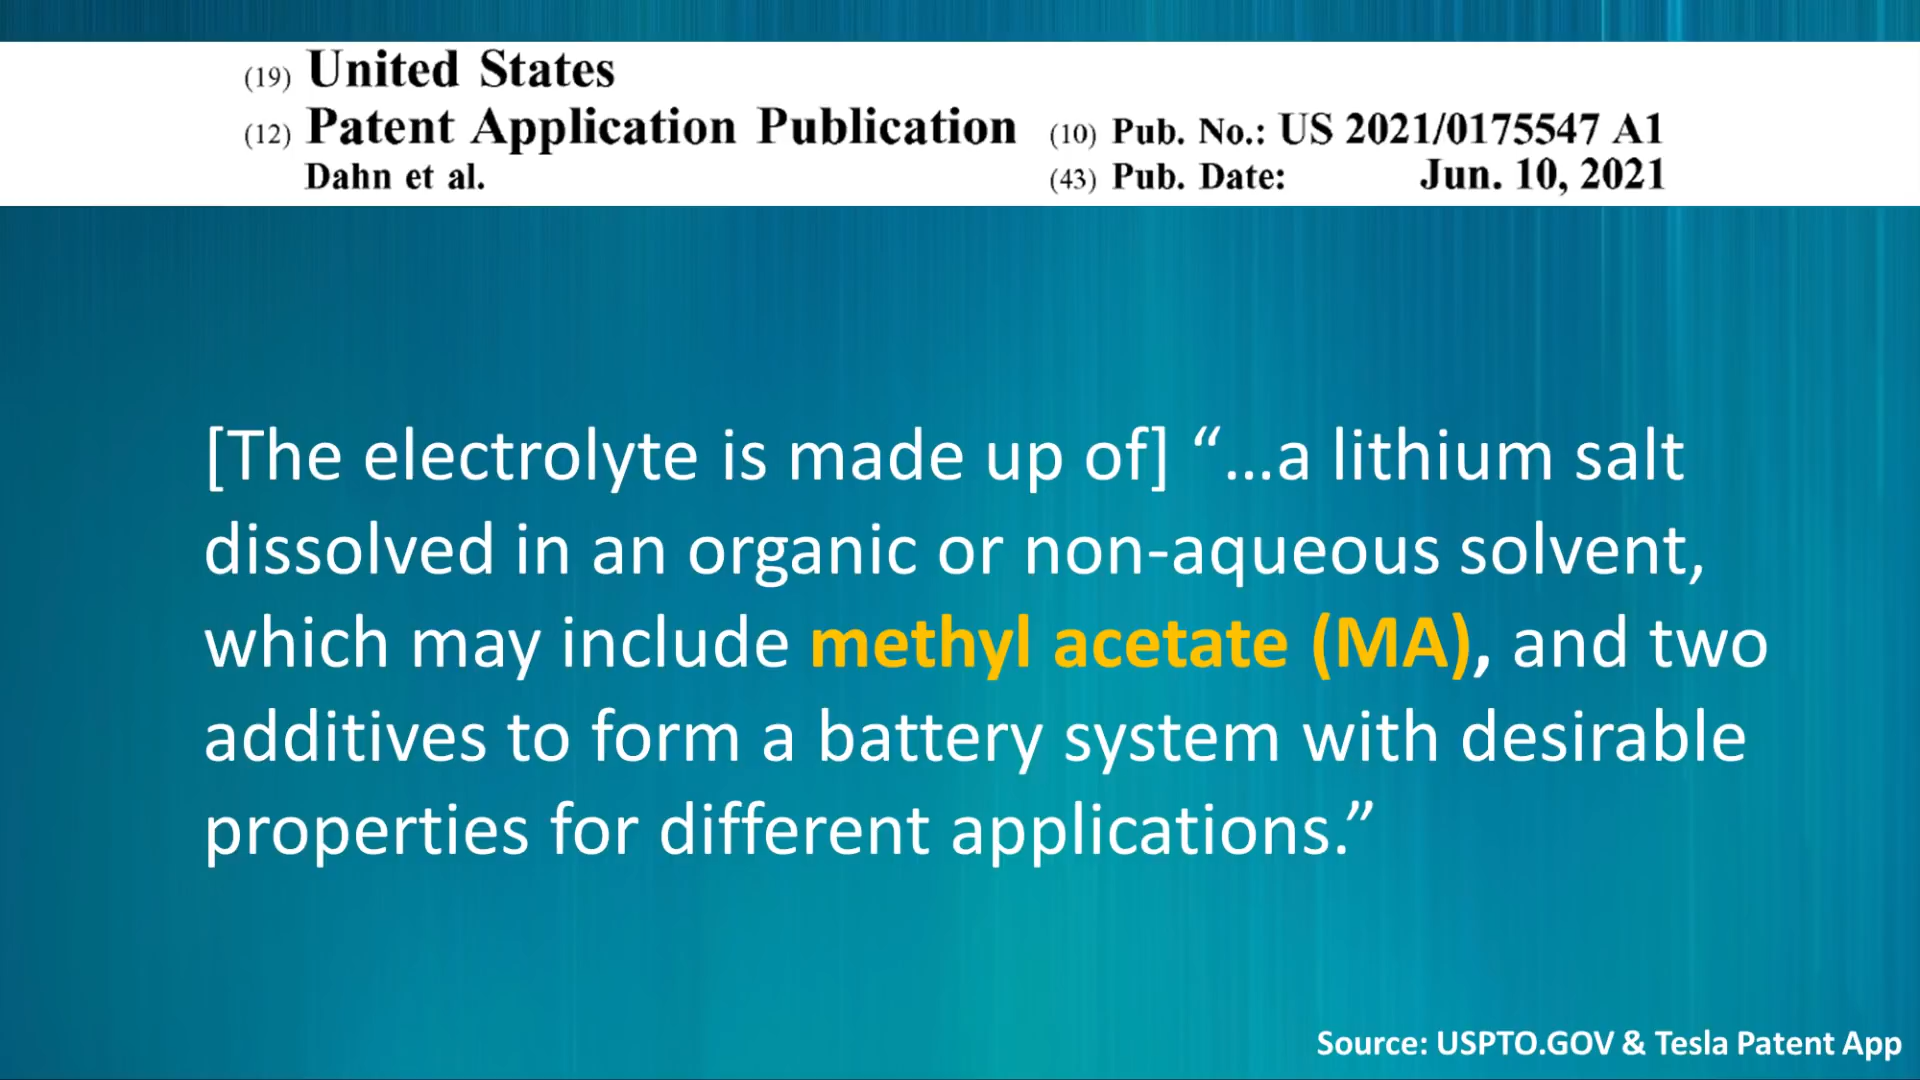 (19) United States
(12) Patent Application Publication (10) Pub. No.: US 2021/0175547 A1
Dahn et al. (43) Pub. Date: Jun. 10, 2021
[The electrolyte is made up of] “...a lithium salt
dissolved in an organic or non-aqueous solvent,
which may include methyl acetate (MA), and two
additives to form a battery system with desirable
properties for different applications.”
Source: USPTO.GOV & Tesla Patent App